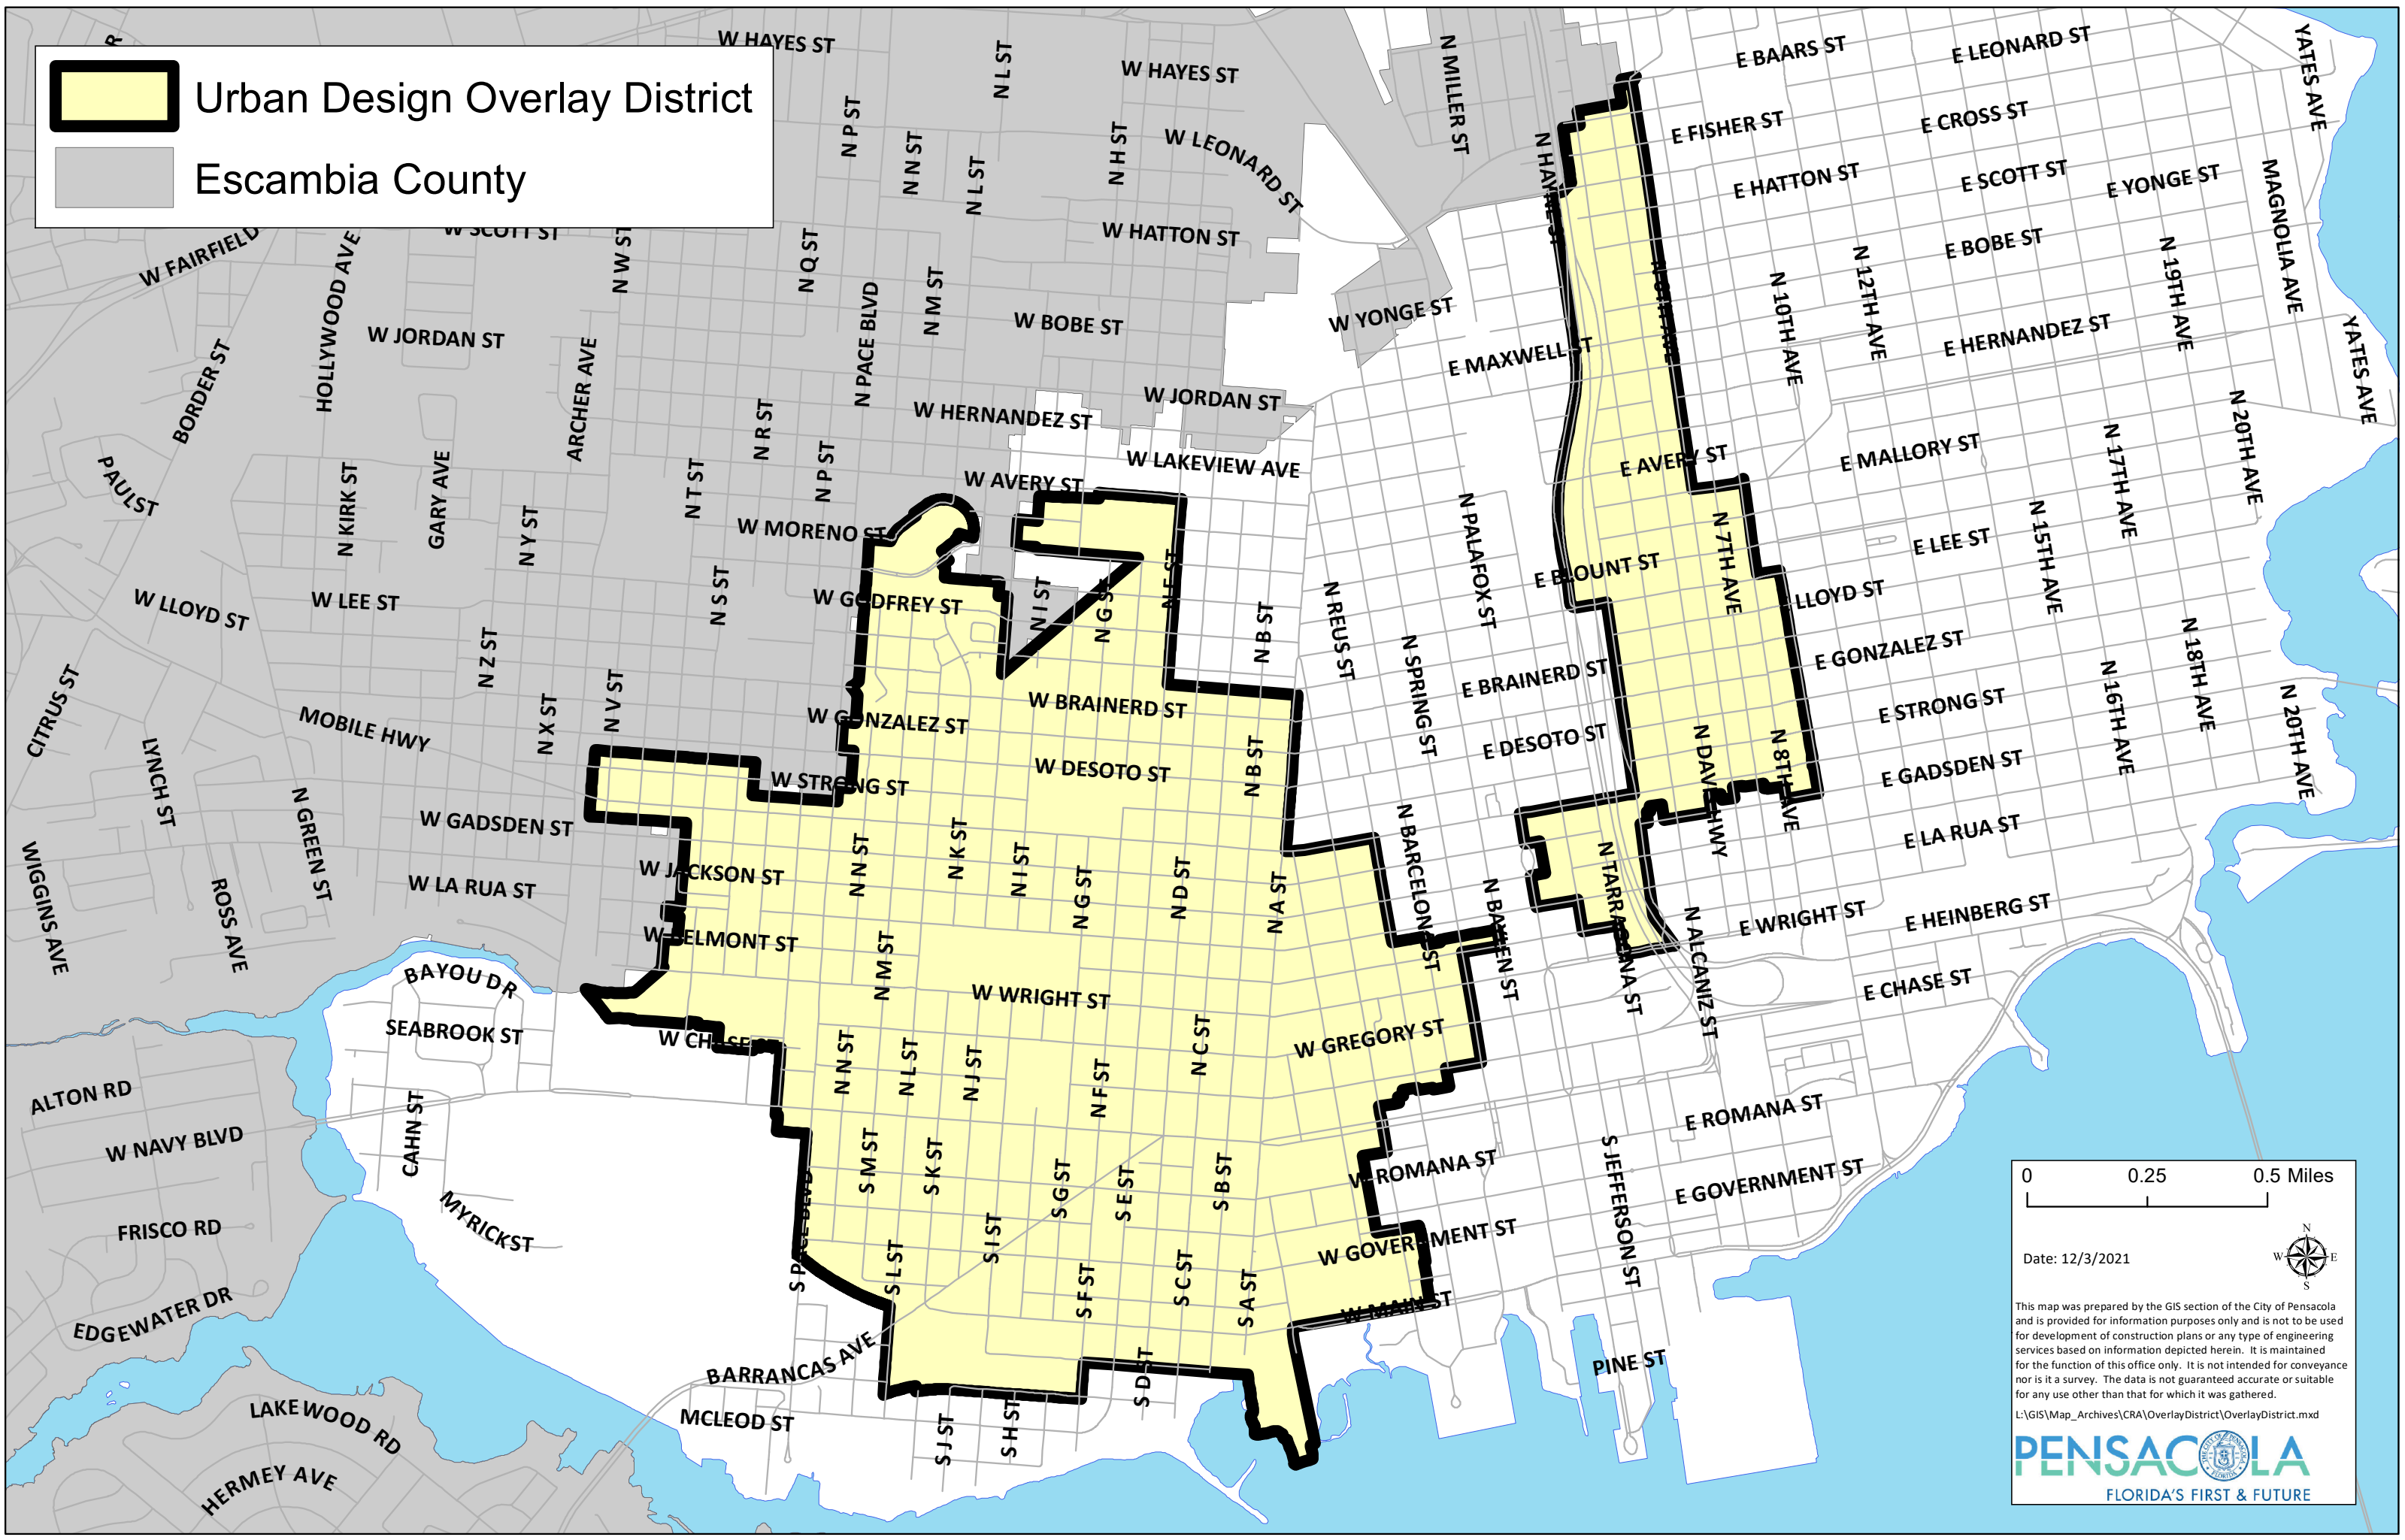 Urban Design Overlay District
Escambia County
W HAYES ST
W HAYES ST
N L ST
N P ST
N N ST
N L ST
N H ST
W LEONARD ST
N MILLER ST
E BAARS ST
E LEONARD ST
YATES AVE
E FISHER ST
E CROSS ST
E HATTON ST
E SCOTT ST
E YONGE ST
MAGNOLIA AVE
W FAIRFIELD
HOLLYWOOD AVE
W SCOTT ST
N W ST
N Q ST
N PACE BLVD
N M ST
W HATTON ST
W BOBE ST
W YONGE ST
E MAXWELL ST
N 10TH AVE
N 12TH AVE
E BOBE ST
N 19TH AVE
E HERNANDEZ ST
YATES AVE
BORDER ST
W JORDAN ST
ARCHER AVE
N R ST
W HERNANDEZ ST
W JORDAN ST
N 20TH AVE
PAUL ST
N KIRK ST
GARY AVE
N Y ST
N T ST
N P ST
W AVERY ST
W LAKEVIEW AVE
E AVERY ST
E MALLORY ST
N 17TH AVE
W MORENO ST
N PALAFOX ST
N 7TH AVE
N 15TH AVE
E LEE ST
W LLOYD ST
W LEE ST
N S ST
W GODFREY ST
N I ST
N G ST
N E ST
N B ST
N REUS ST
E BLOUNT ST
LLOYD ST
N 18TH AVE
CITRUS ST
N Z ST
N V ST
N X ST
MOBILE HWY
W GONZALEZ ST
W BRAINERD ST
N SPRING ST
E BRAINERD ST
E GONZALEZ ST
E STRONG ST
N 16TH AVE
N 20TH AVE
LYNCH ST
W STRONG ST
W DESOTO ST
N B ST
E DESOTO ST
N DAVIS HWY
N 8TH AVE
E GADSDEN ST
N GREEN ST
W GADSDEN ST
WIGGINS AVE
ROSS AVE
W LA RUA ST
W JACKSON ST
N N ST
N K ST
N I ST
N G ST
N D ST
N A ST
N BAYLEN ST
E LA RUA ST
W BELMONT ST
N M ST
N ALCANIZ ST
E WRIGHT ST
E HEINBERG ST
BAYOU DR
W WRIGHT ST
E CHASE ST
SEABROOK ST
W CHASE ST
N N ST
N L ST
N J ST
N F ST
N C ST
W GREGORY ST
ALTON RD
CAHN ST
W NAVY BLVD
E ROMANA ST
S M ST
S K ST
S G ST
S E ST
S B ST
W ROMANA ST
S JEFFERSON ST
E GOVERNMENT ST
FRISCO RD
MYRICK ST
S PACE BLVD
S L ST
S I ST
S F ST
S C ST
S A ST
W GOVERNMENT ST
EDGEWATER DR
W MAIN ST
BARRANCAS AVE
S D ST
PINE ST
LAKEWOOD RD
MCLEOD ST
S J ST
S H ST
HERMEY AVE
0 0.25 0.5 Miles
Date: 12/3/2021
N
W E
S
This map was prepared by the GIS section of the City of Pensacola
and is provided for information purposes only and is not to be used
for development of construction plans or any type of engineering
services based on information depicted herein. It is maintained
for the function of this office only. It is not intended for conveyance
nor is it a survey. The data is not guaranteed accurate or suitable
for any use other than that for which it was gathered.
L:\GIS\Map_Archives\CRA\OverlayDistrict\OverlayDistrict.mxd
PENSACOLA
FLORIDA'S FIRST & FUTURE